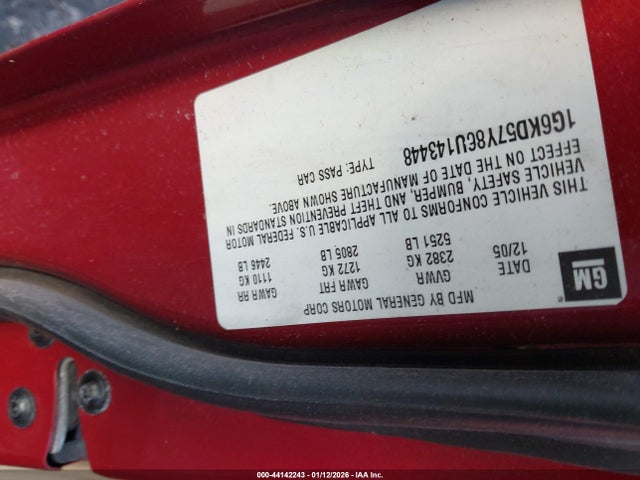 GM
MFD BY GENERAL MOTORS CORP
DATE GVWR GAWR FRT GAWR RR
12/05 2382 KG 1272 KG 1110 KG
5251 LB 2805 LB 2446 LB
THIS VEHICLE CONFORMS TO ALL APPLICABLE U.S. FEDERAL MOTOR
VEHICLE SAFETY, BUMPER, AND THEFT PREVENTION STANDARDS IN
EFFECT ON THE DATE OF MANUFACTURE SHOWN ABOVE.
1G6KD57Y86U143448 TYPE: PASS CAR
000-44142243 - 01/12/2026 - IAA Inc.